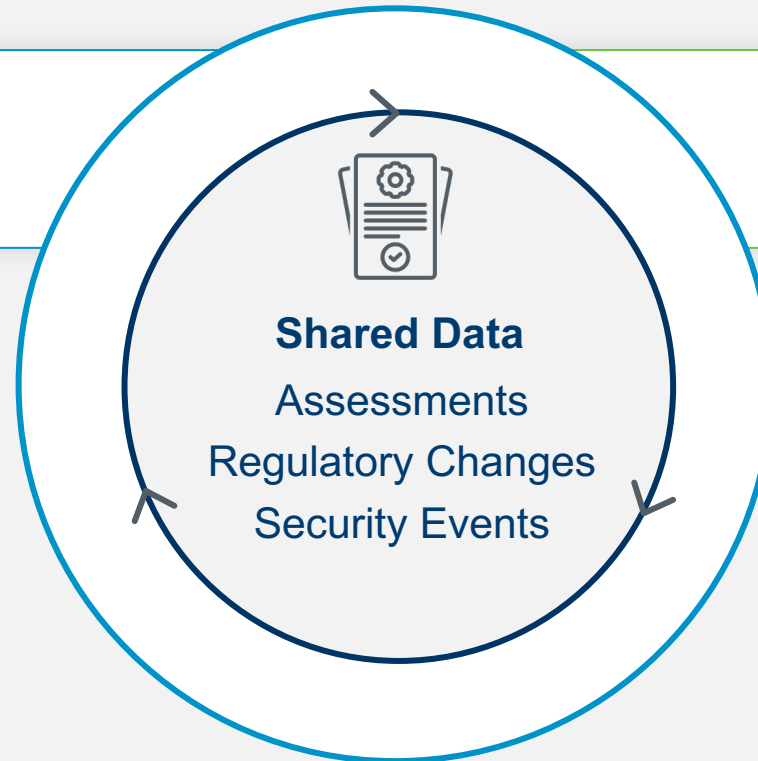 Shared Data
Assessments
Regulatory Changes
Security Events